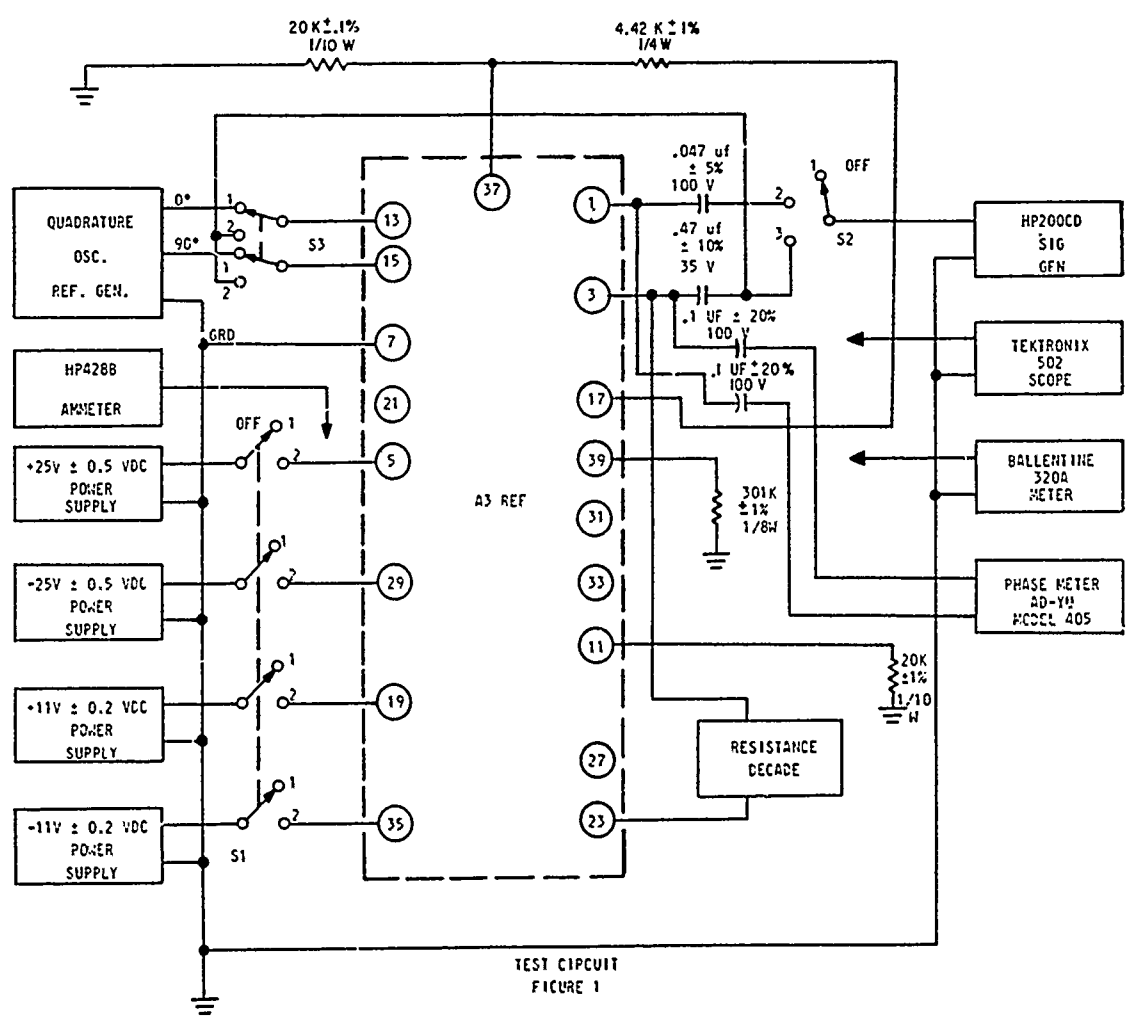 20 K ± .1%
1/10 W
4.42 K ± 1%
1/4 W
.047 uf
± 5%
100 V
1
OFF
2
S2
3
.47 uf
± 10%
35 V
.1 UF ± 20%
100 V
.1 UF ± 20%
100 V
QUADRATURE
OSC.
REF. GEN.
0°
90°
1
2
1
2
S3
GRD
HP428B
AMMETER
+25V ± 0.5 VDC
POWER
SUPPLY
OFF
1
2
-25V ± 0.5 VDC
POWER
SUPPLY
1
2
+11V ± 0.2 VDC
POWER
SUPPLY
1
2
-11V ± 0.2 VDC
POWER
SUPPLY
1
2
S1
37
13
15
7
21
5
29
19
35
A3 REF
1
3
17
39
31
33
11
27
23
301K
±1%
1/8W
20K
±1%
1/10
W
RESISTANCE
DECADE
HP200CD
SIG
GEN
TEKTRONIX
502
SCOPE
BALLENTINE
320A
METER
PHASE METER
AD-YU
MODEL 405
TEST CIRCUIT
FIGURE 1